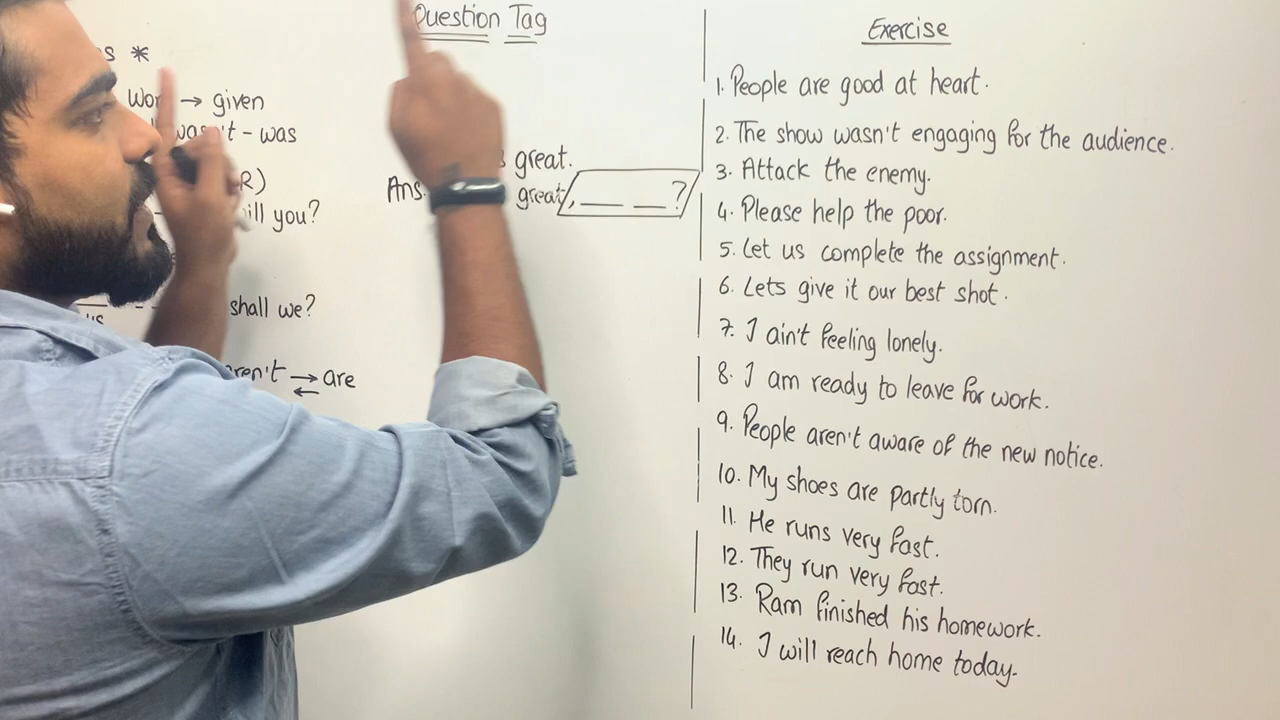 Question Tag
s *
wor → given
wasn't - was
R)
ill you?
shall we?
aren't → are
←
s great.
Ans. great, __ __ ?
Exercise
1. People are good at heart.
2. The show wasn't engaging for the audience.
3. Attack the enemy.
4. Please help the poor.
5. Let us complete the assignment.
6. Lets give it our best shot.
7. I ain't feeling lonely.
8. I am ready to leave for work.
9. People aren't aware of the new notice.
10. My shoes are partly torn.
11. He runs very fast.
12. They run very fast.
13. Ram finished his homework.
14. I will reach home today.